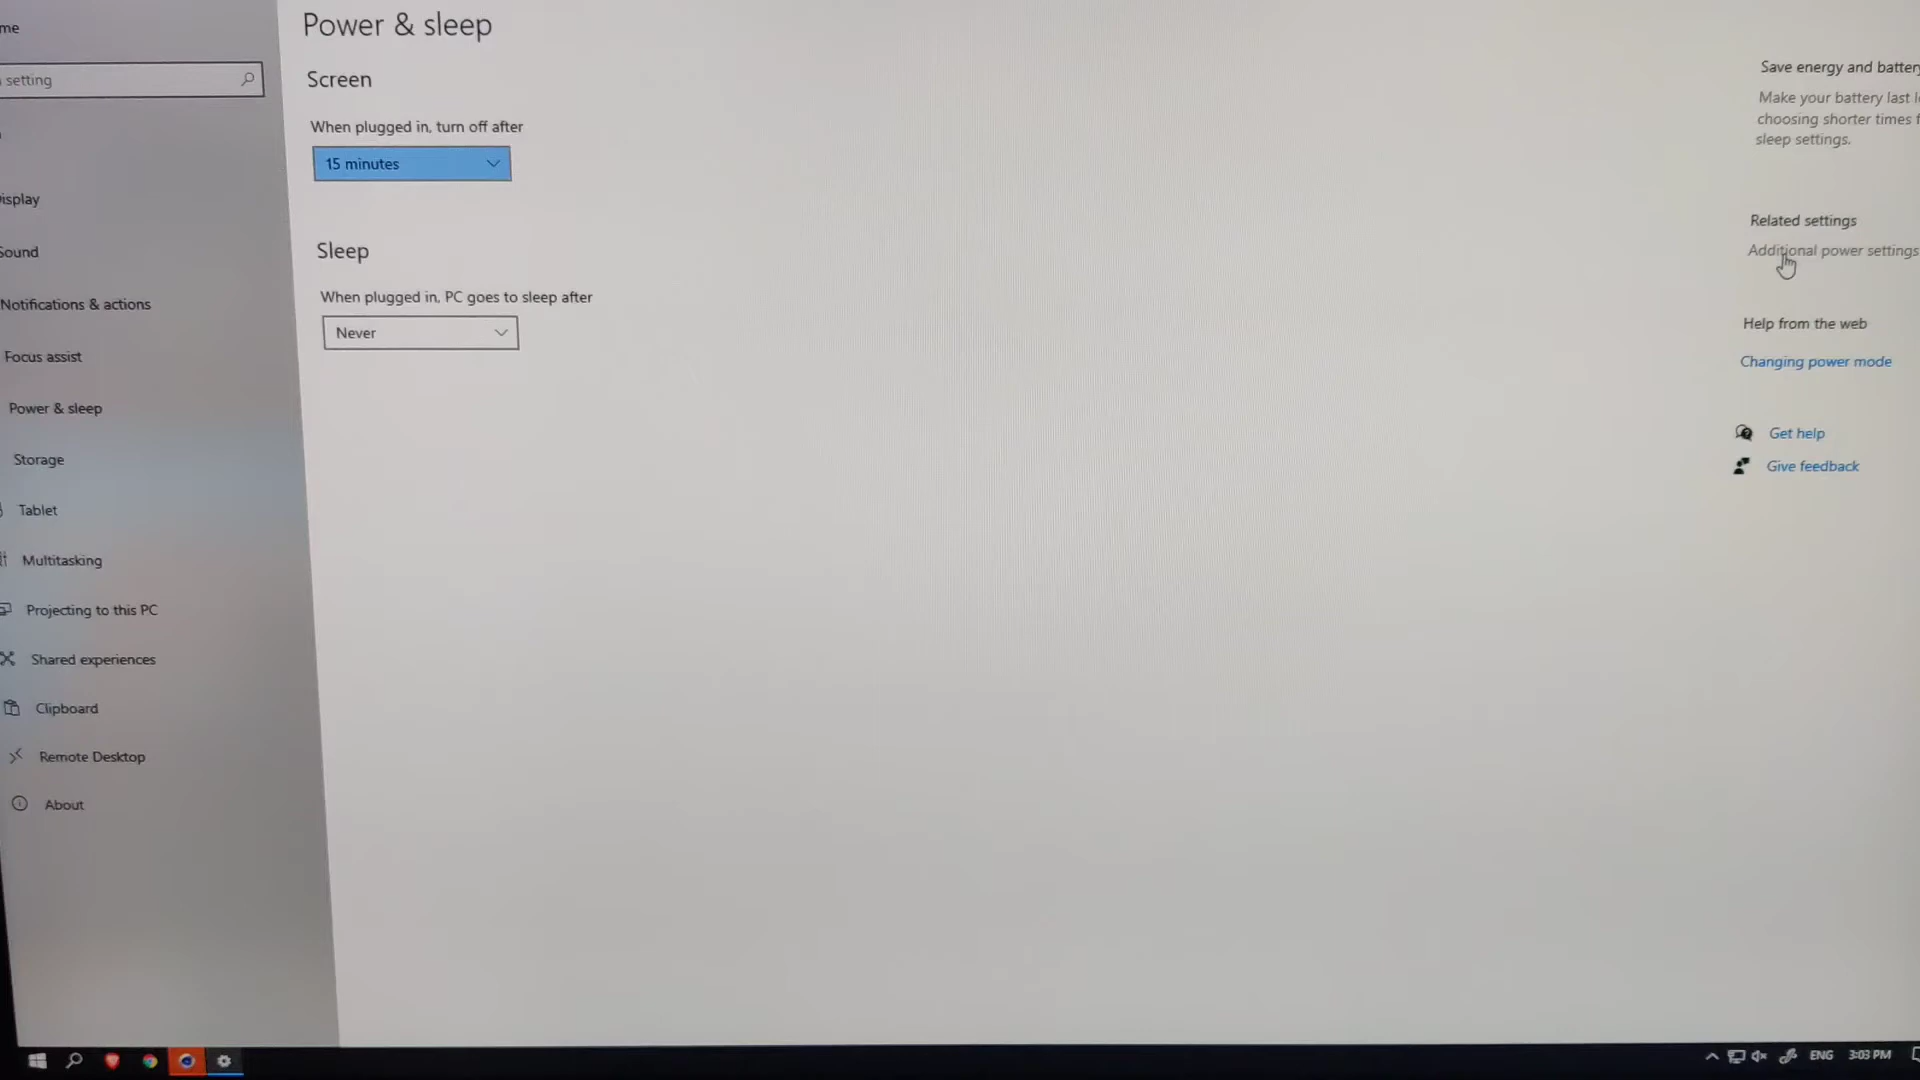 me
setting
Display
Sound
Notifications & actions
Focus assist
Power & sleep
Storage
Tablet
Multitasking
Projecting to this PC
Shared experiences
Clipboard
Remote Desktop
About
Power & sleep
Screen
When plugged in, turn off after
15 minutes
Sleep
When plugged in, PC goes to sleep after
Never
Save energy and battery
Make your battery last
choosing shorter times
sleep settings.
Related settings
Additional power settings
Help from the web
Changing power mode
Get help
Give feedback
ENG
3:03 PM